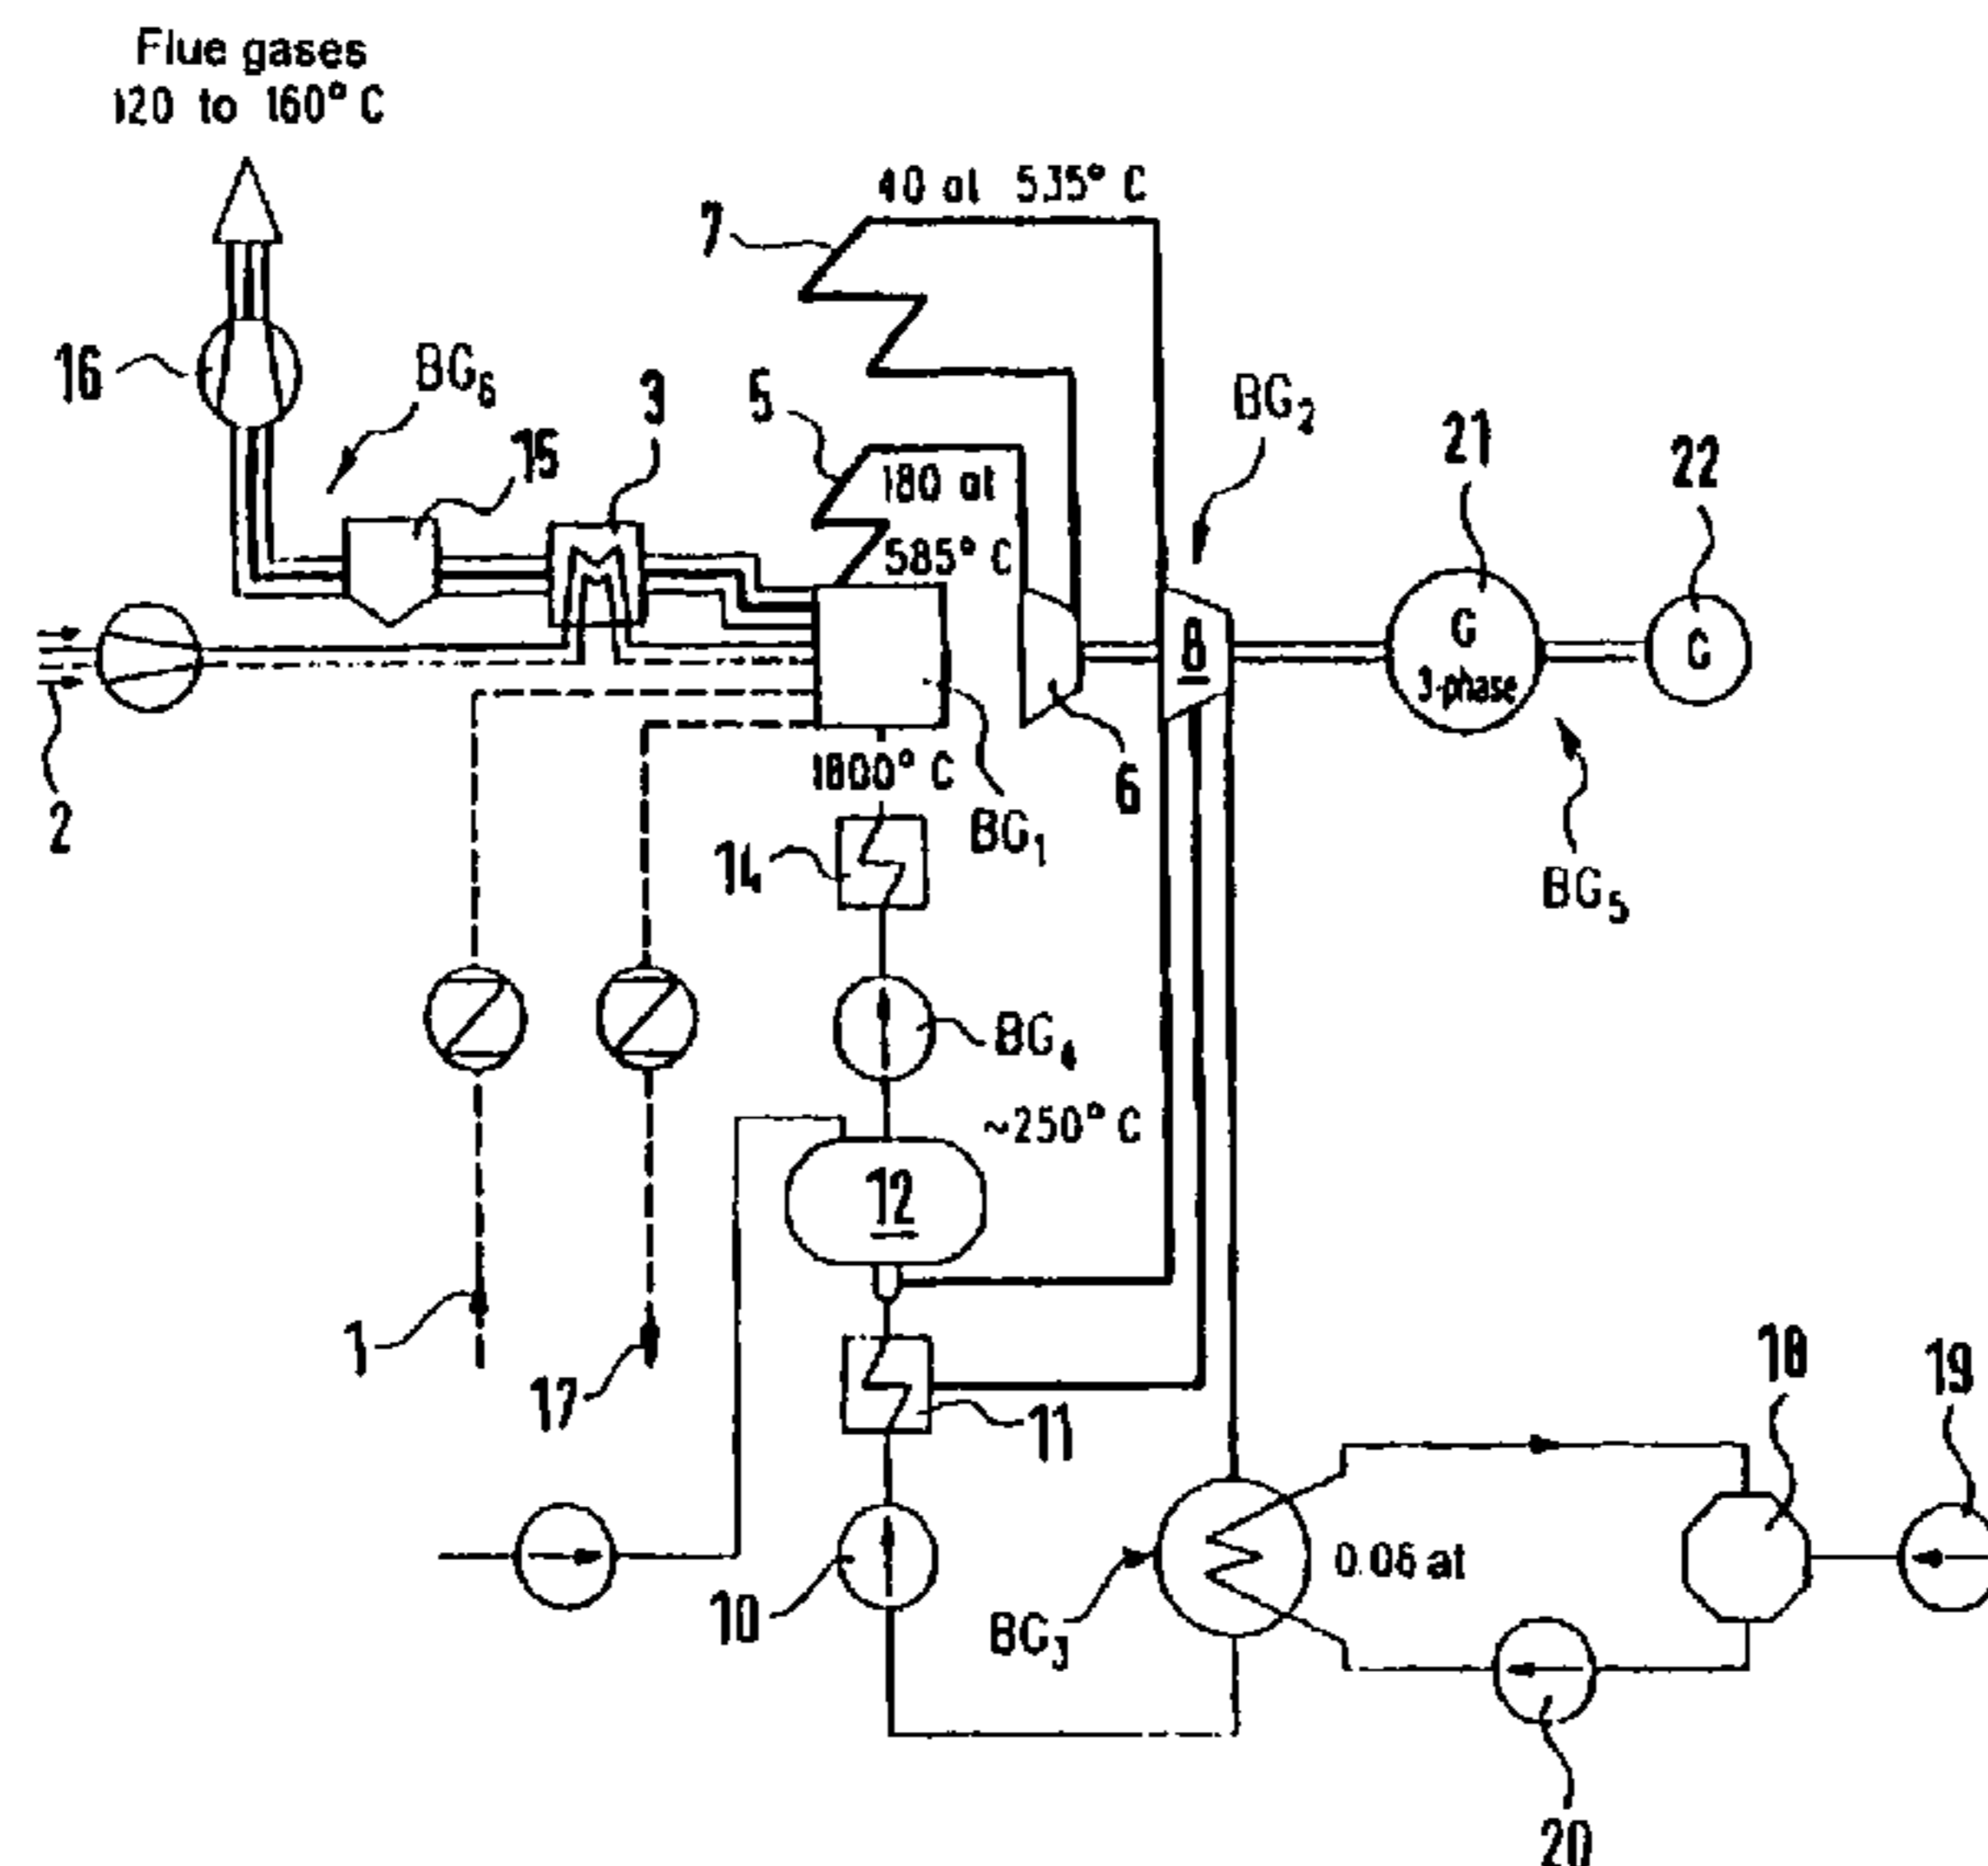 Flue gases
120 to 160° C
40 at 535° C
7
16
BG6
3
5
BG2
21
22
15
180 at
585° C
G
3-phase
G
8
2
1800° C
6
BG1
14
BG5
BG4
~250° C
12
1
17
11
18
19
10
BG3
0.06 at
20